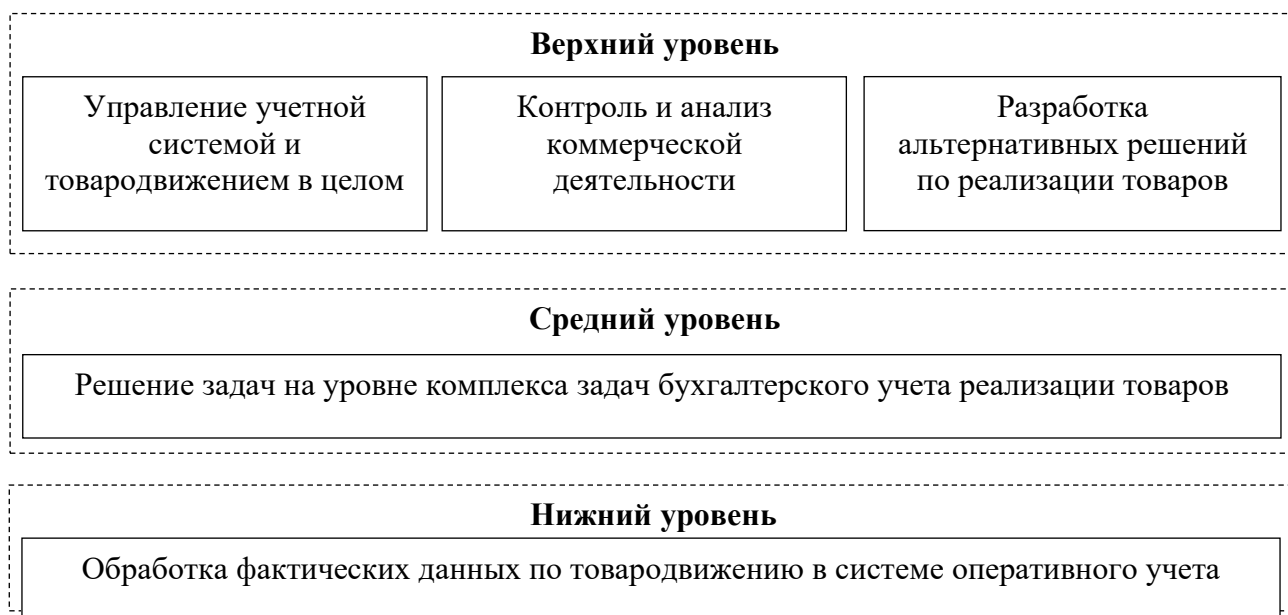 Верхний уровень
Управление учетной
системой и
товародвижением в целом
Контроль и анализ
коммерческой
деятельности
Разработка
альтернативных решений
по реализации товаров
Средний уровень
Решение задач на уровне комплекса задач бухгалтерского учета реализации товаров
Нижний уровень
Обработка фактических данных по товародвижению в системе оперативного учета